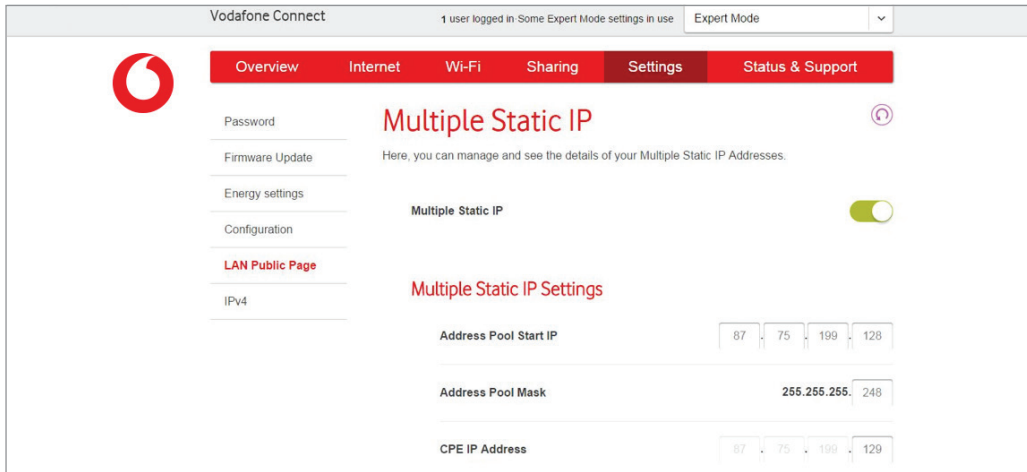 Vodafone Connect
1 user logged in Some Expert Mode settings in use
Expert Mode
Overview Internet Wi-Fi Sharing Settings Status & Support
Password
Firmware Update
Energy settings
Configuration
LAN Public Page
IPv4
Multiple Static IP
Here, you can manage and see the details of your Multiple Static IP Addresses.
Multiple Static IP
Multiple Static IP Settings
Address Pool Start IP 87 . 75 . 199 . 128
Address Pool Mask 255.255.255. 248
CPE IP Address 87 . 75 . 199 . 129